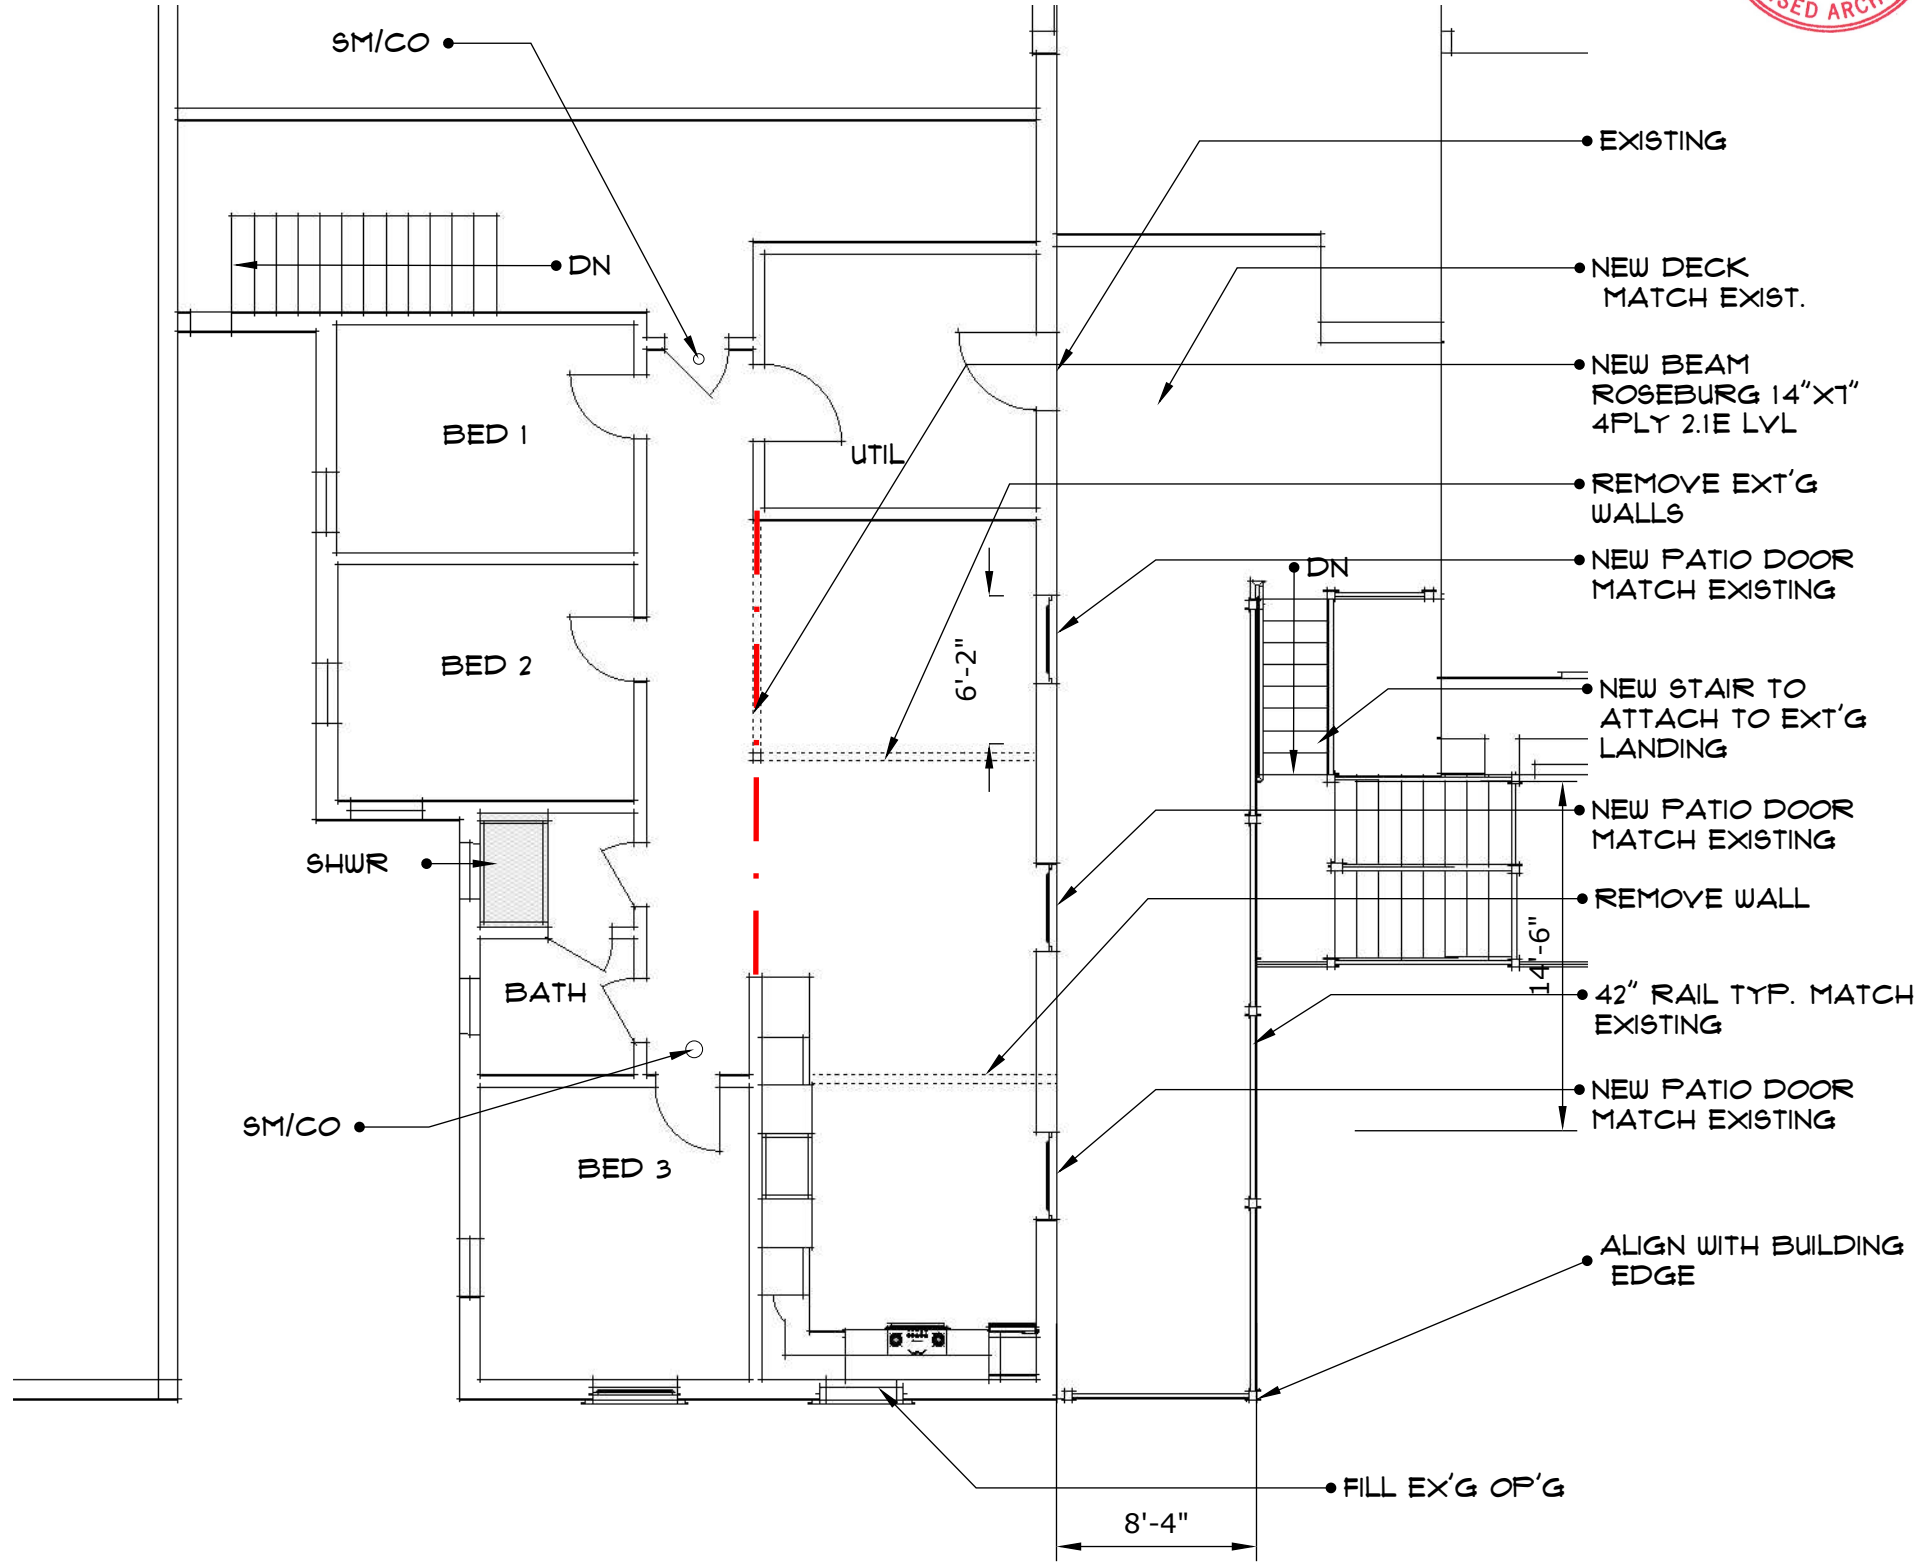 SM/CO
EXISTING
DN
NEW DECK
MATCH EXIST.
NEW BEAM
ROSEBURG 14"X7"
4PLY 2.1E LVL
BED 1
UTIL
REMOVE EXT'G
WALLS
NEW PATIO DOOR
MATCH EXISTING
DN
BED 2
6'-2"
NEW STAIR TO
ATTACH TO EXT'G
LANDING
NEW PATIO DOOR
MATCH EXISTING
SHWR
REMOVE WALL
14'-6"
BATH
42" RAIL TYP. MATCH
EXISTING
NEW PATIO DOOR
MATCH EXISTING
SM/CO
BED 3
ALIGN WITH BUILDING
EDGE
FILL EX'G OP'G
8'-4"